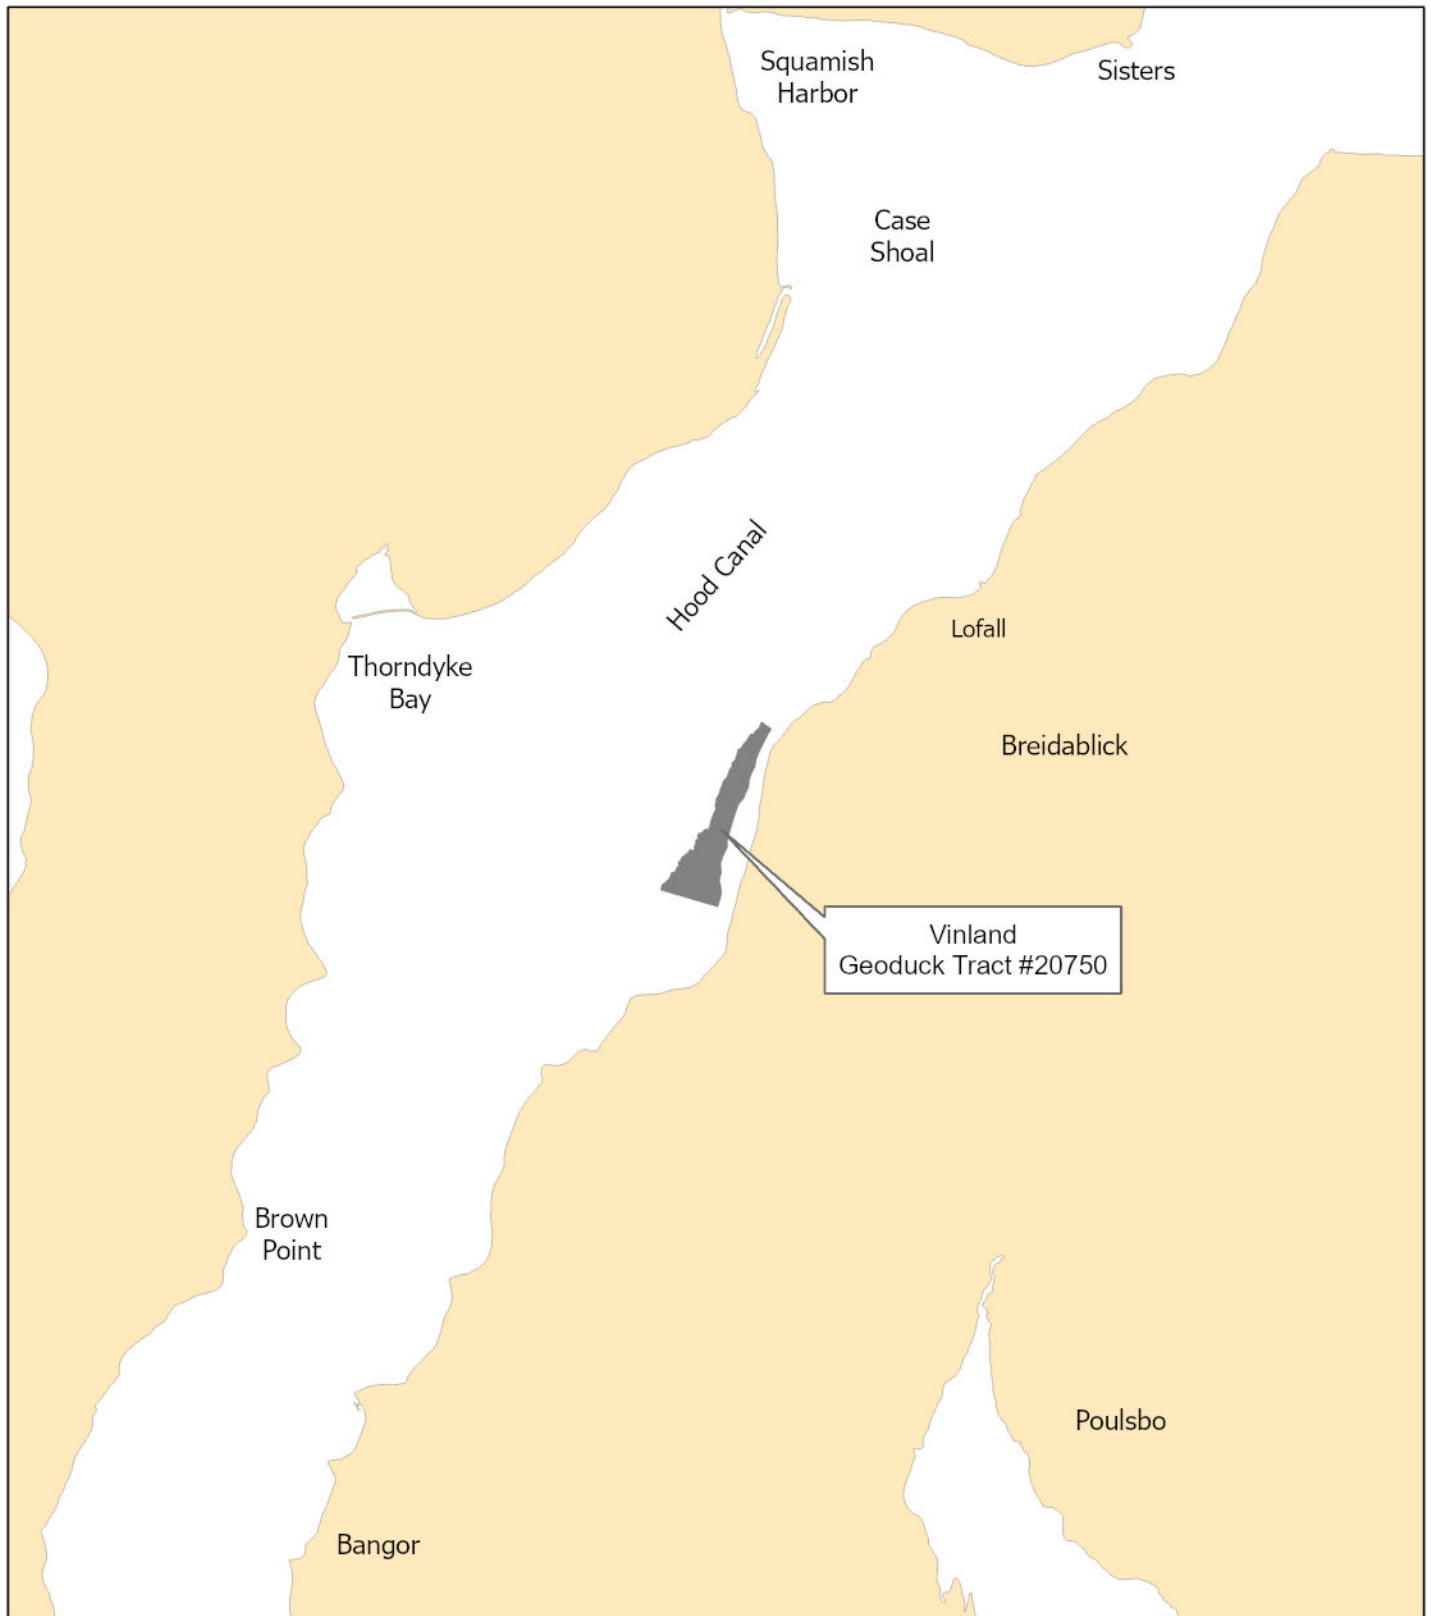 Squamish
Harbor
Sisters
Case
Shoal
Hood Canal
Lofall
Thorndyke
Bay
Breidablick
Vinland
Geoduck Tract #20750
Brown
Point
Poulsbo
Bangor